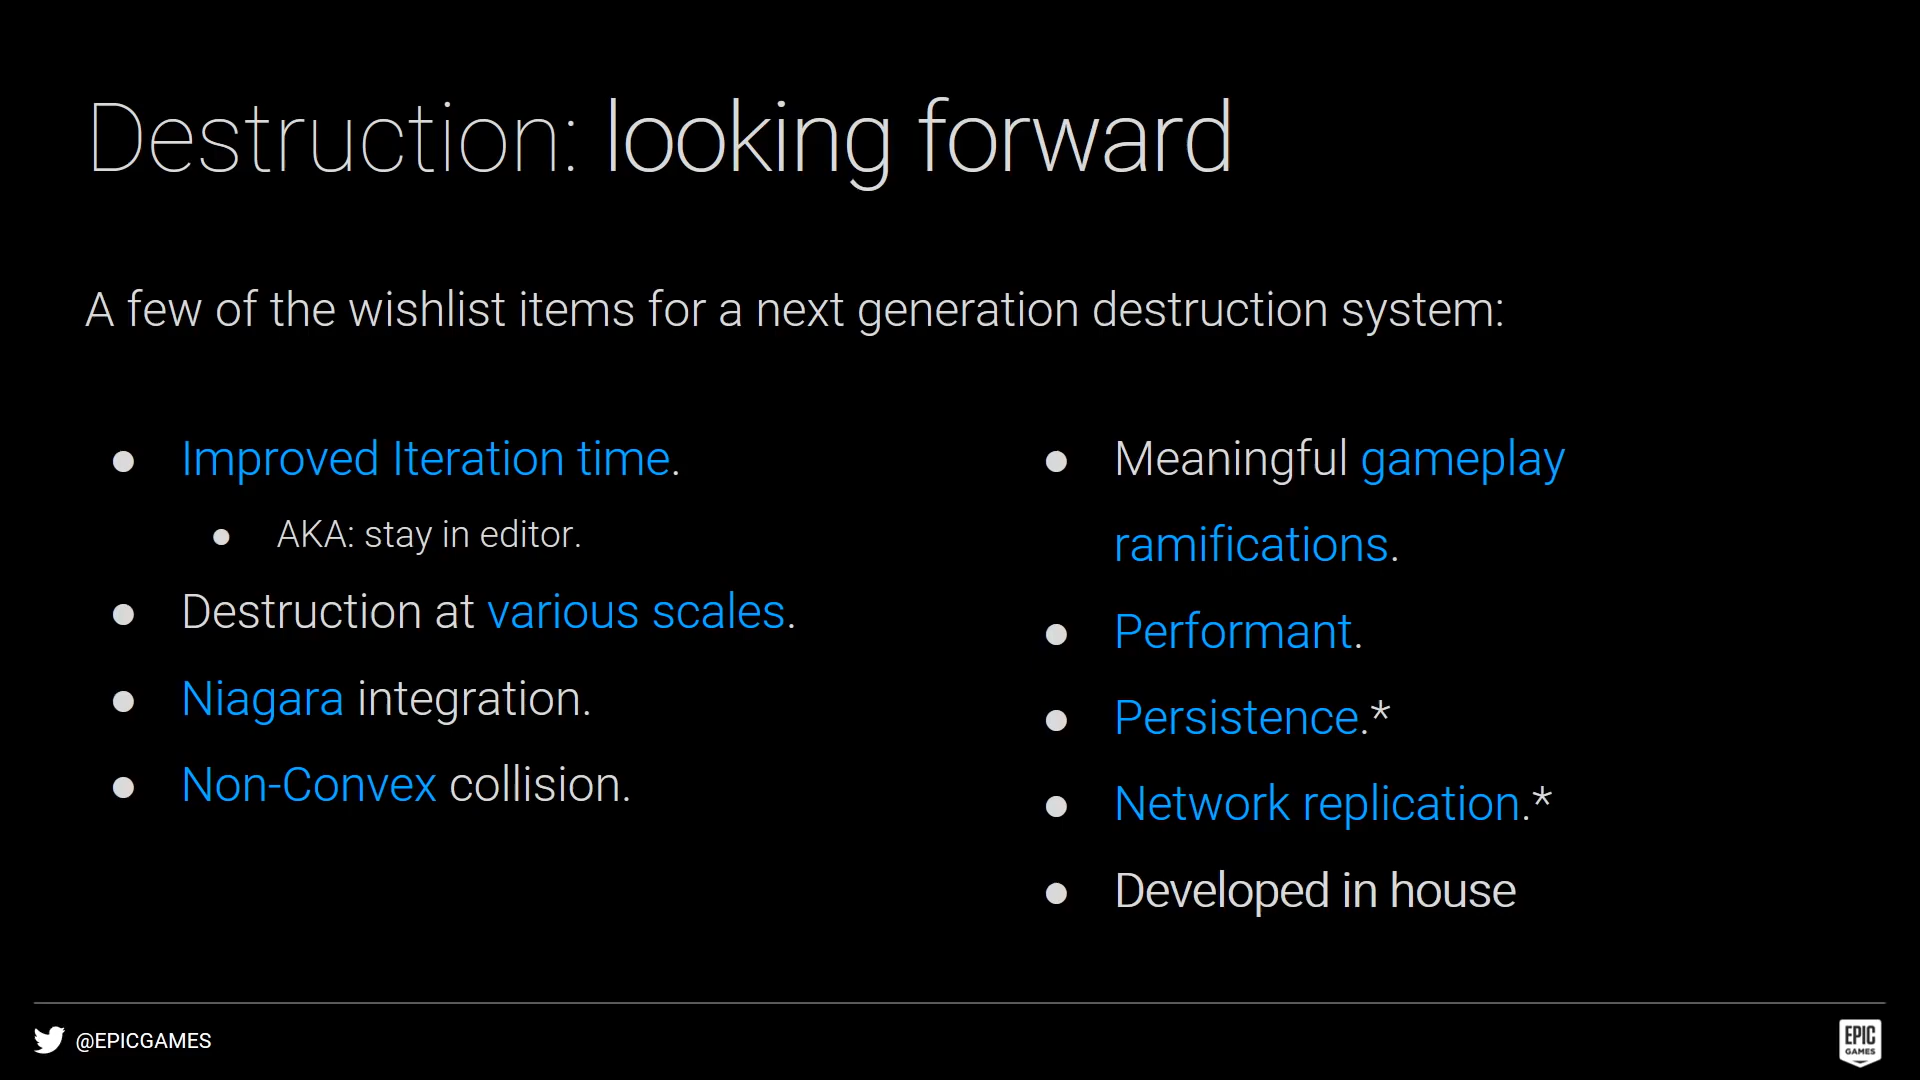 Destruction: looking forward
A few of the wishlist items for a next generation destruction system:
● Improved Iteration time.
● AKA: stay in editor.
● Destruction at various scales.
● Niagara integration.
● Non-Convex collision.
● Meaningful gameplay
ramifications.
● Performant.
● Persistence.*
● Network replication.*
● Developed in house
@EPICGAMES
EPIC
GAMES